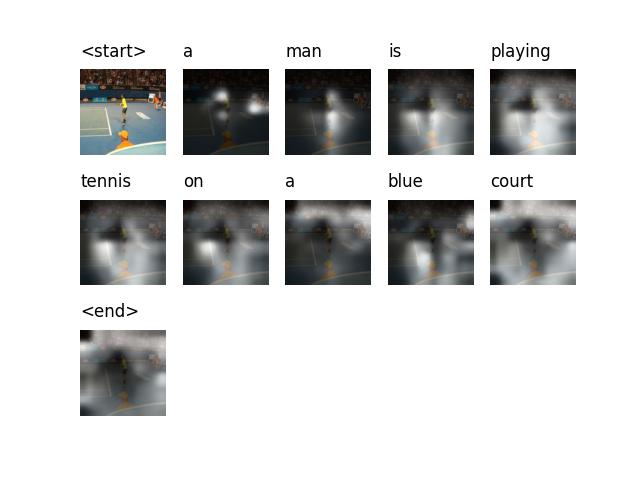 <start> a man is playing
tennis on a blue court
<end>